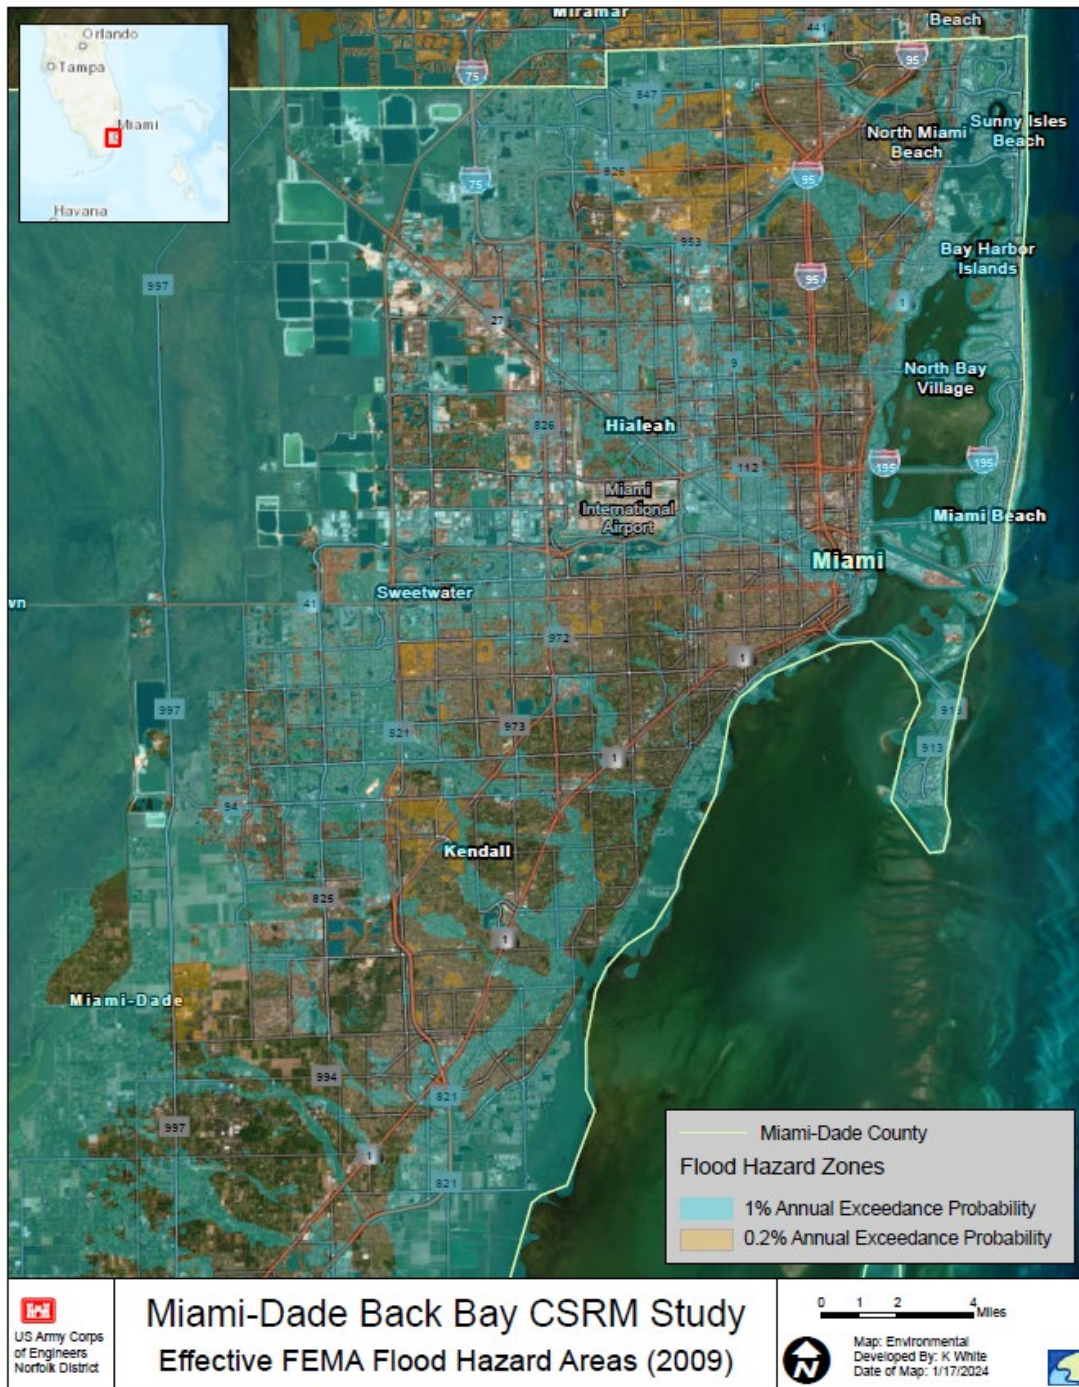 Miramar
Beach
Orlando
Tampa
Miami
Havana
441
95
75
847
North Miami
Beach
Sunny Isles
Beach
826
95
75
953
Bay Harbor
Islands
95
997
1
27
9
North Bay
Village
826
Hialeah
112
195
195
Miami
International
Airport
Miami Beach
Miami
Sweetwater
wn
41
972
1
997
973
821
913
913
1
94
Kendall
825
1
Miami-Dade
994
821
997
1
821
Miami-Dade County
Flood Hazard Zones
1% Annual Exceedance Probability
0.2% Annual Exceedance Probability
US Army Corps
of Engineers
Norfolk District
Miami-Dade Back Bay CSRM Study
Effective FEMA Flood Hazard Areas (2009)
0 1 2 4 Miles
N
Map: Environmental
Developed By: K White
Date of Map: 1/17/2024